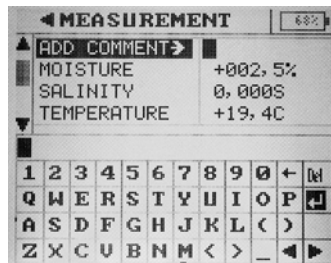 ◀MEASUREMENT 68%
ADD COMMENT→
MOISTURE +002,5%
SALINITY 0,000S
TEMPERATURE +19,4C
1 2 3 4 5 6 7 8 9 0 ← Del
Q W E R S T Y U I O P ↵
A S D F G H J K L ( )
Z X C V B N M < > _ ◀ ▶